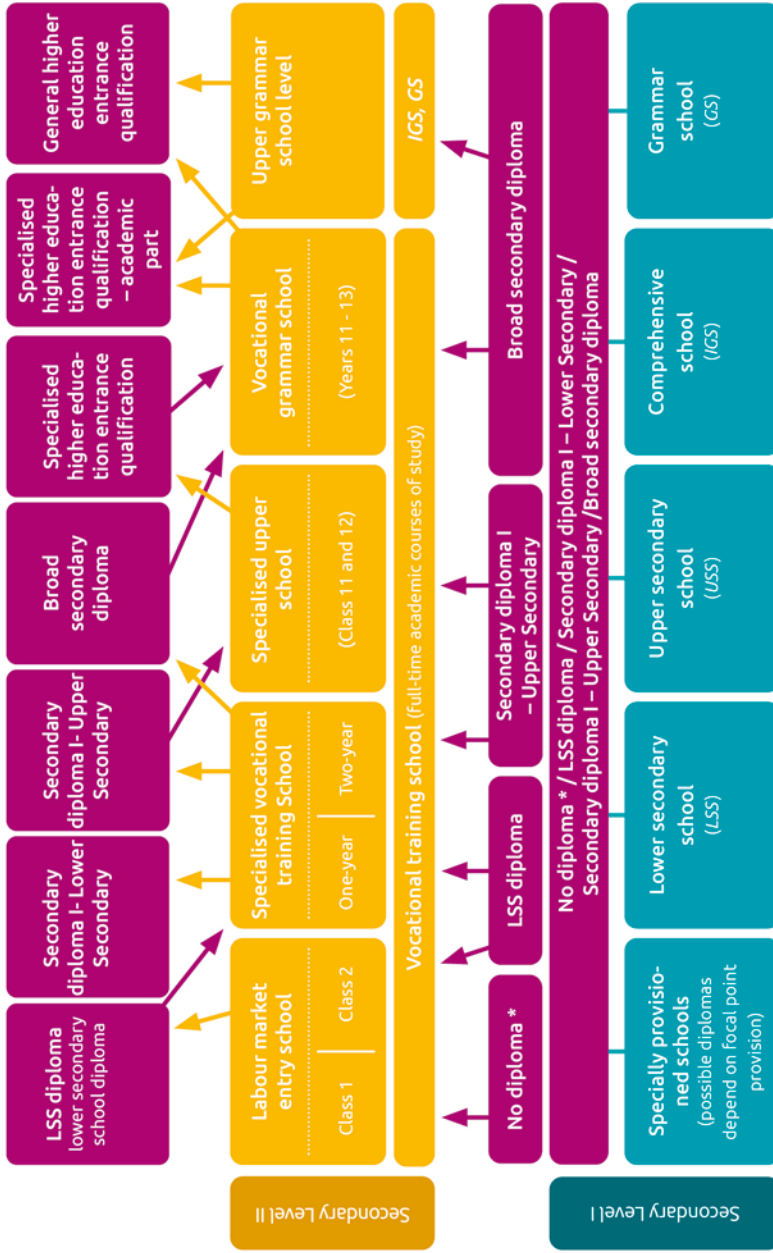 LSS diploma
lower secondary
school diploma
Secondary
diploma I- Lower
Secondary
Secondary
diploma I- Upper
Secondary
Broad
secondary
diploma
Specialised
higher educa-
tion entrance
qualification
Specialised
higher educa-
tion entrance
qualification
– academic
part
General higher
education
entrance
qualification
Secondary Level II
Labour market
entry school
Class 1
Class 2
Specialised vocational
training School
One-year
Two-year
Specialised upper
school
(Class 11 and 12)
Vocational
grammar school
(Years 11 - 13)
Upper grammar
school level
Vocational training school (full-time academic courses of study)
IGS, GS
No diploma *
LSS diploma
Secondary diploma I
– Upper Secondary
Broad secondary diploma
No diploma * / LSS diploma / Secondary diploma I – Lower Secondary /
Secondary diploma I – Upper Secondary /Broad secondary diploma
Secondary Level I
Specially provisio-
ned schools
(possible diplomas
depend on focal point
provision)
Lower secondary
school
(LSS)
Upper secondary
school
(USS)
Comprehensive
school
(IGS)
Grammar
school
(GS)